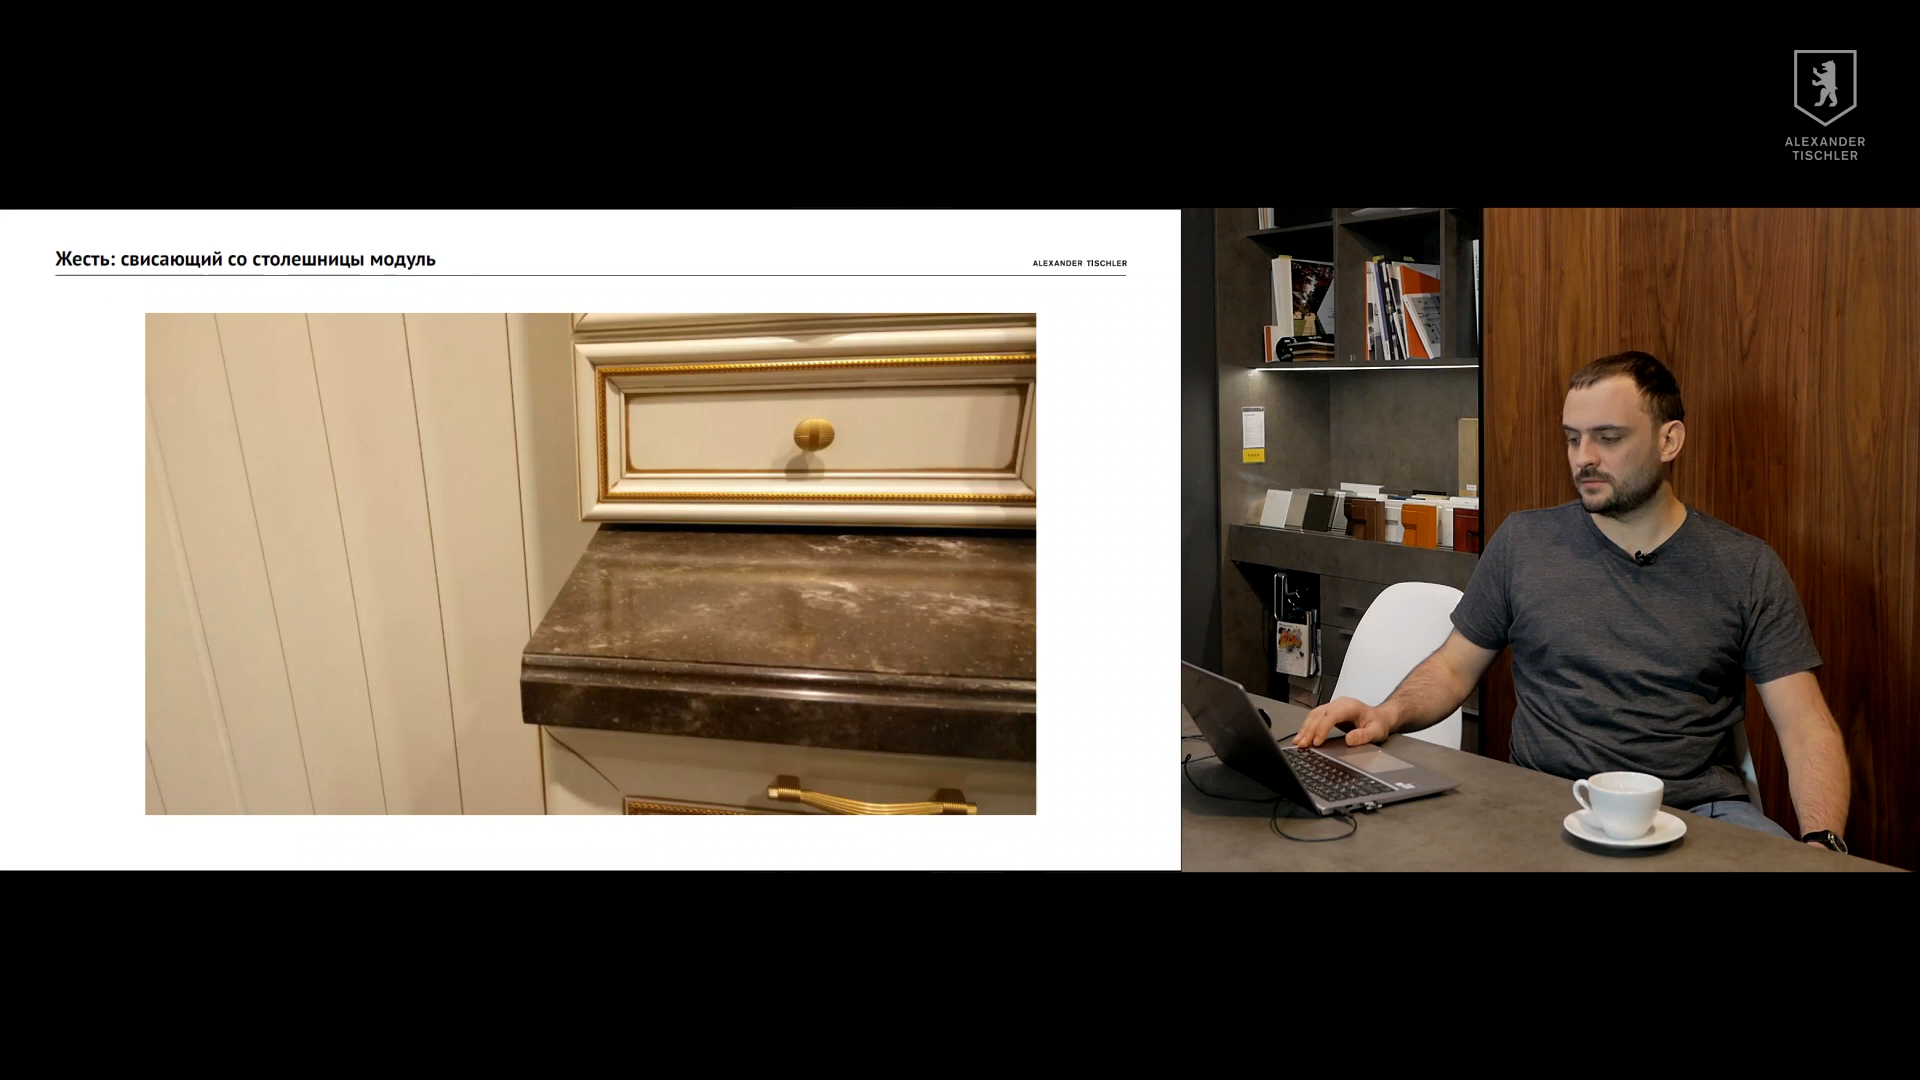 ALEXANDER
TISCHLER
Жесть: свисающий со столешницы модуль
ALEXANDER TISCHLER